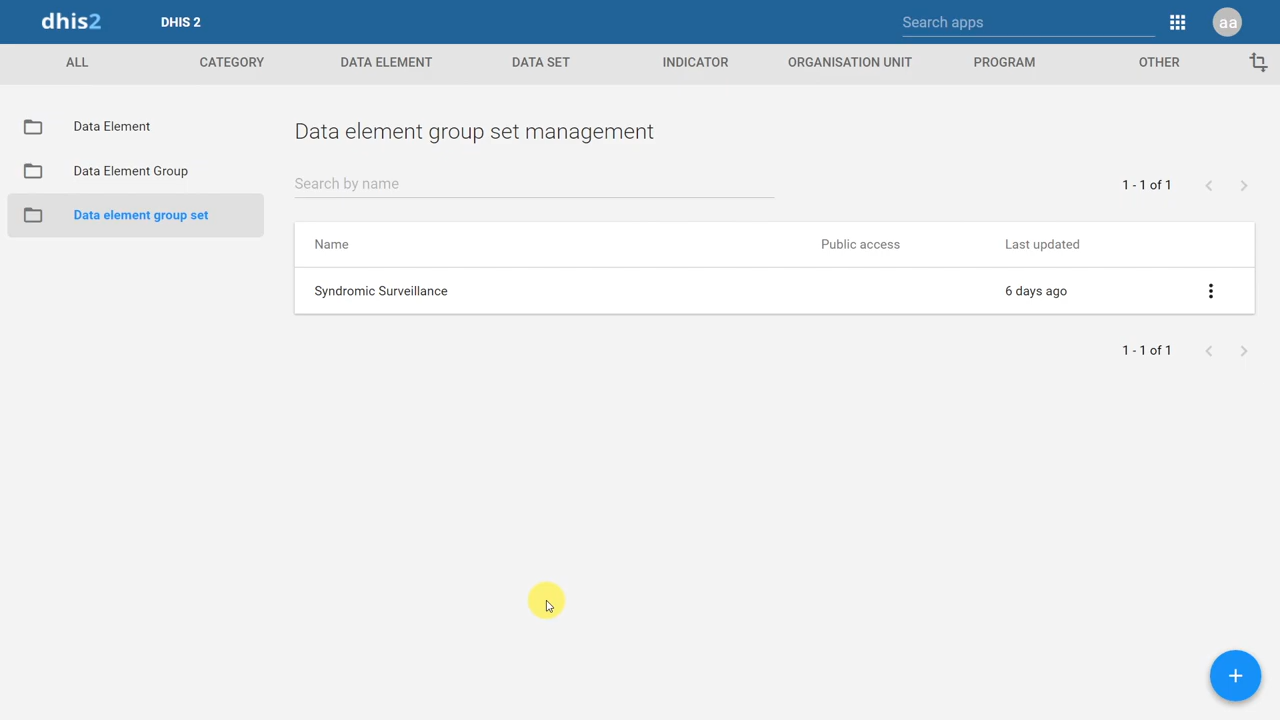 dhis2 DHIS 2 Search apps aa
ALL CATEGORY DATA ELEMENT DATA SET INDICATOR ORGANISATION UNIT PROGRAM OTHER
Data Element
Data Element Group
Data element group set
Data element group set management
Search by name 1 - 1 of 1
Name Public access Last updated
Syndromic Surveillance 6 days ago
1 - 1 of 1